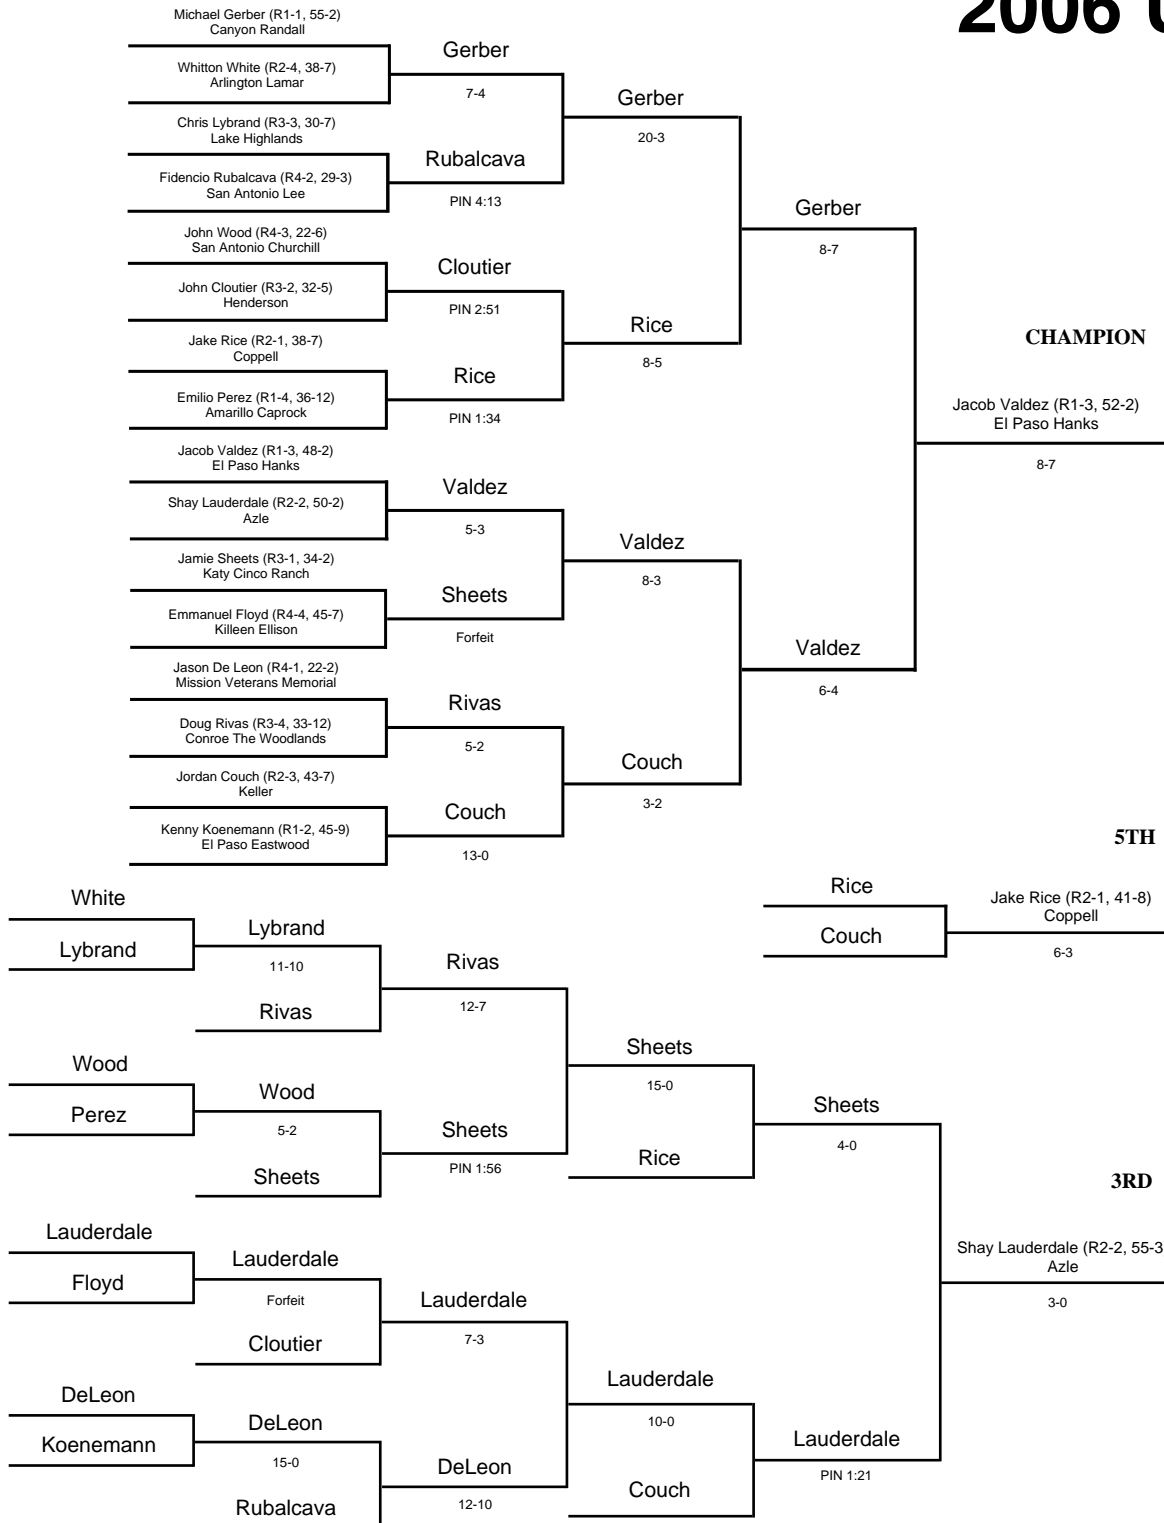 2006 U
Michael Gerber (R1-1, 55-2)
Canyon Randall
Whitton White (R2-4, 38-7)
Arlington Lamar
Chris Lybrand (R3-3, 30-7)
Lake Highlands
Fidencio Rubalcava (R4-2, 29-3)
San Antonio Lee
John Wood (R4-3, 22-6)
San Antonio Churchill
John Cloutier (R3-2, 32-5)
Henderson
Jake Rice (R2-1, 38-7)
Coppell
Emilio Perez (R1-4, 36-12)
Amarillo Caprock
Jacob Valdez (R1-3, 48-2)
El Paso Hanks
Shay Lauderdale (R2-2, 50-2)
Azle
Jamie Sheets (R3-1, 34-2)
Katy Cinco Ranch
Emmanuel Floyd (R4-4, 45-7)
Killeen Ellison
Jason De Leon (R4-1, 22-2)
Mission Veterans Memorial
Doug Rivas (R3-4, 33-12)
Conroe The Woodlands
Jordan Couch (R2-3, 43-7)
Keller
Kenny Koenemann (R1-2, 45-9)
El Paso Eastwood
Gerber
7-4
Rubalcava
PIN 4:13
Cloutier
PIN 2:51
Rice
PIN 1:34
Valdez
5-3
Sheets
Forfeit
Rivas
5-2
Couch
13-0
Gerber
20-3
Rice
8-5
Valdez
8-3
Couch
3-2
Gerber
8-7
Valdez
6-4
CHAMPION
Jacob Valdez (R1-3, 52-2)
El Paso Hanks
8-7
5TH
Rice
Couch
Jake Rice (R2-1, 41-8)
Coppell
6-3
White
Lybrand
Wood
Perez
Lauderdale
Floyd
DeLeon
Koenemann
Lybrand
11-10
Rivas
Wood
5-2
Sheets
Lauderdale
Forfeit
Cloutier
DeLeon
15-0
Rubalcava
Rivas
12-7
Sheets
PIN 1:56
Lauderdale
7-3
DeLeon
12-10
Sheets
15-0
Rice
Lauderdale
10-0
Couch
Sheets
4-0
Lauderdale
PIN 1:21
3RD
Shay Lauderdale (R2-2, 55-3
Azle
3-0